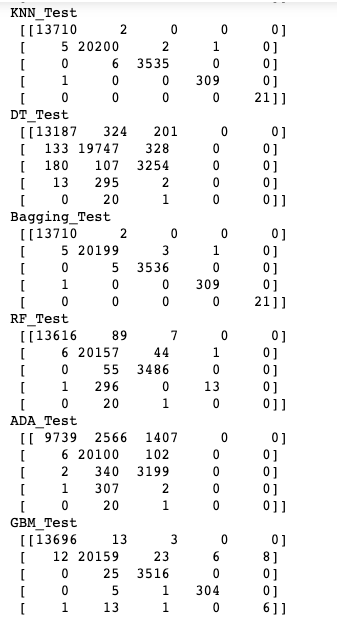 KNN_Test
[[13710 2 0 0 0]
[ 5 20200 2 1 0]
[ 0 6 3535 0 0]
[ 1 0 0 309 0]
[ 0 0 0 0 21]]
DT_Test
[[13187 324 201 0 0]
[ 133 19747 328 0 0]
[ 180 107 3254 0 0]
[ 13 295 2 0 0]
[ 0 20 1 0 0]]
Bagging_Test
[[13710 2 0 0 0]
[ 5 20199 3 1 0]
[ 0 5 3536 0 0]
[ 1 0 0 309 0]
[ 0 0 0 0 21]]
RF_Test
[[13616 89 7 0 0]
[ 6 20157 44 1 0]
[ 0 55 3486 0 0]
[ 1 296 0 13 0]
[ 0 20 1 0 0]]
ADA_Test
[[ 9739 2566 1407 0 0]
[ 6 20100 102 0 0]
[ 2 340 3199 0 0]
[ 1 307 2 0 0]
[ 0 20 1 0 0]]
GBM_Test
[[13696 13 3 0 0]
[ 12 20159 23 6 8]
[ 0 25 3516 0 0]
[ 0 5 1 304 0]
[ 1 13 1 0 6]]